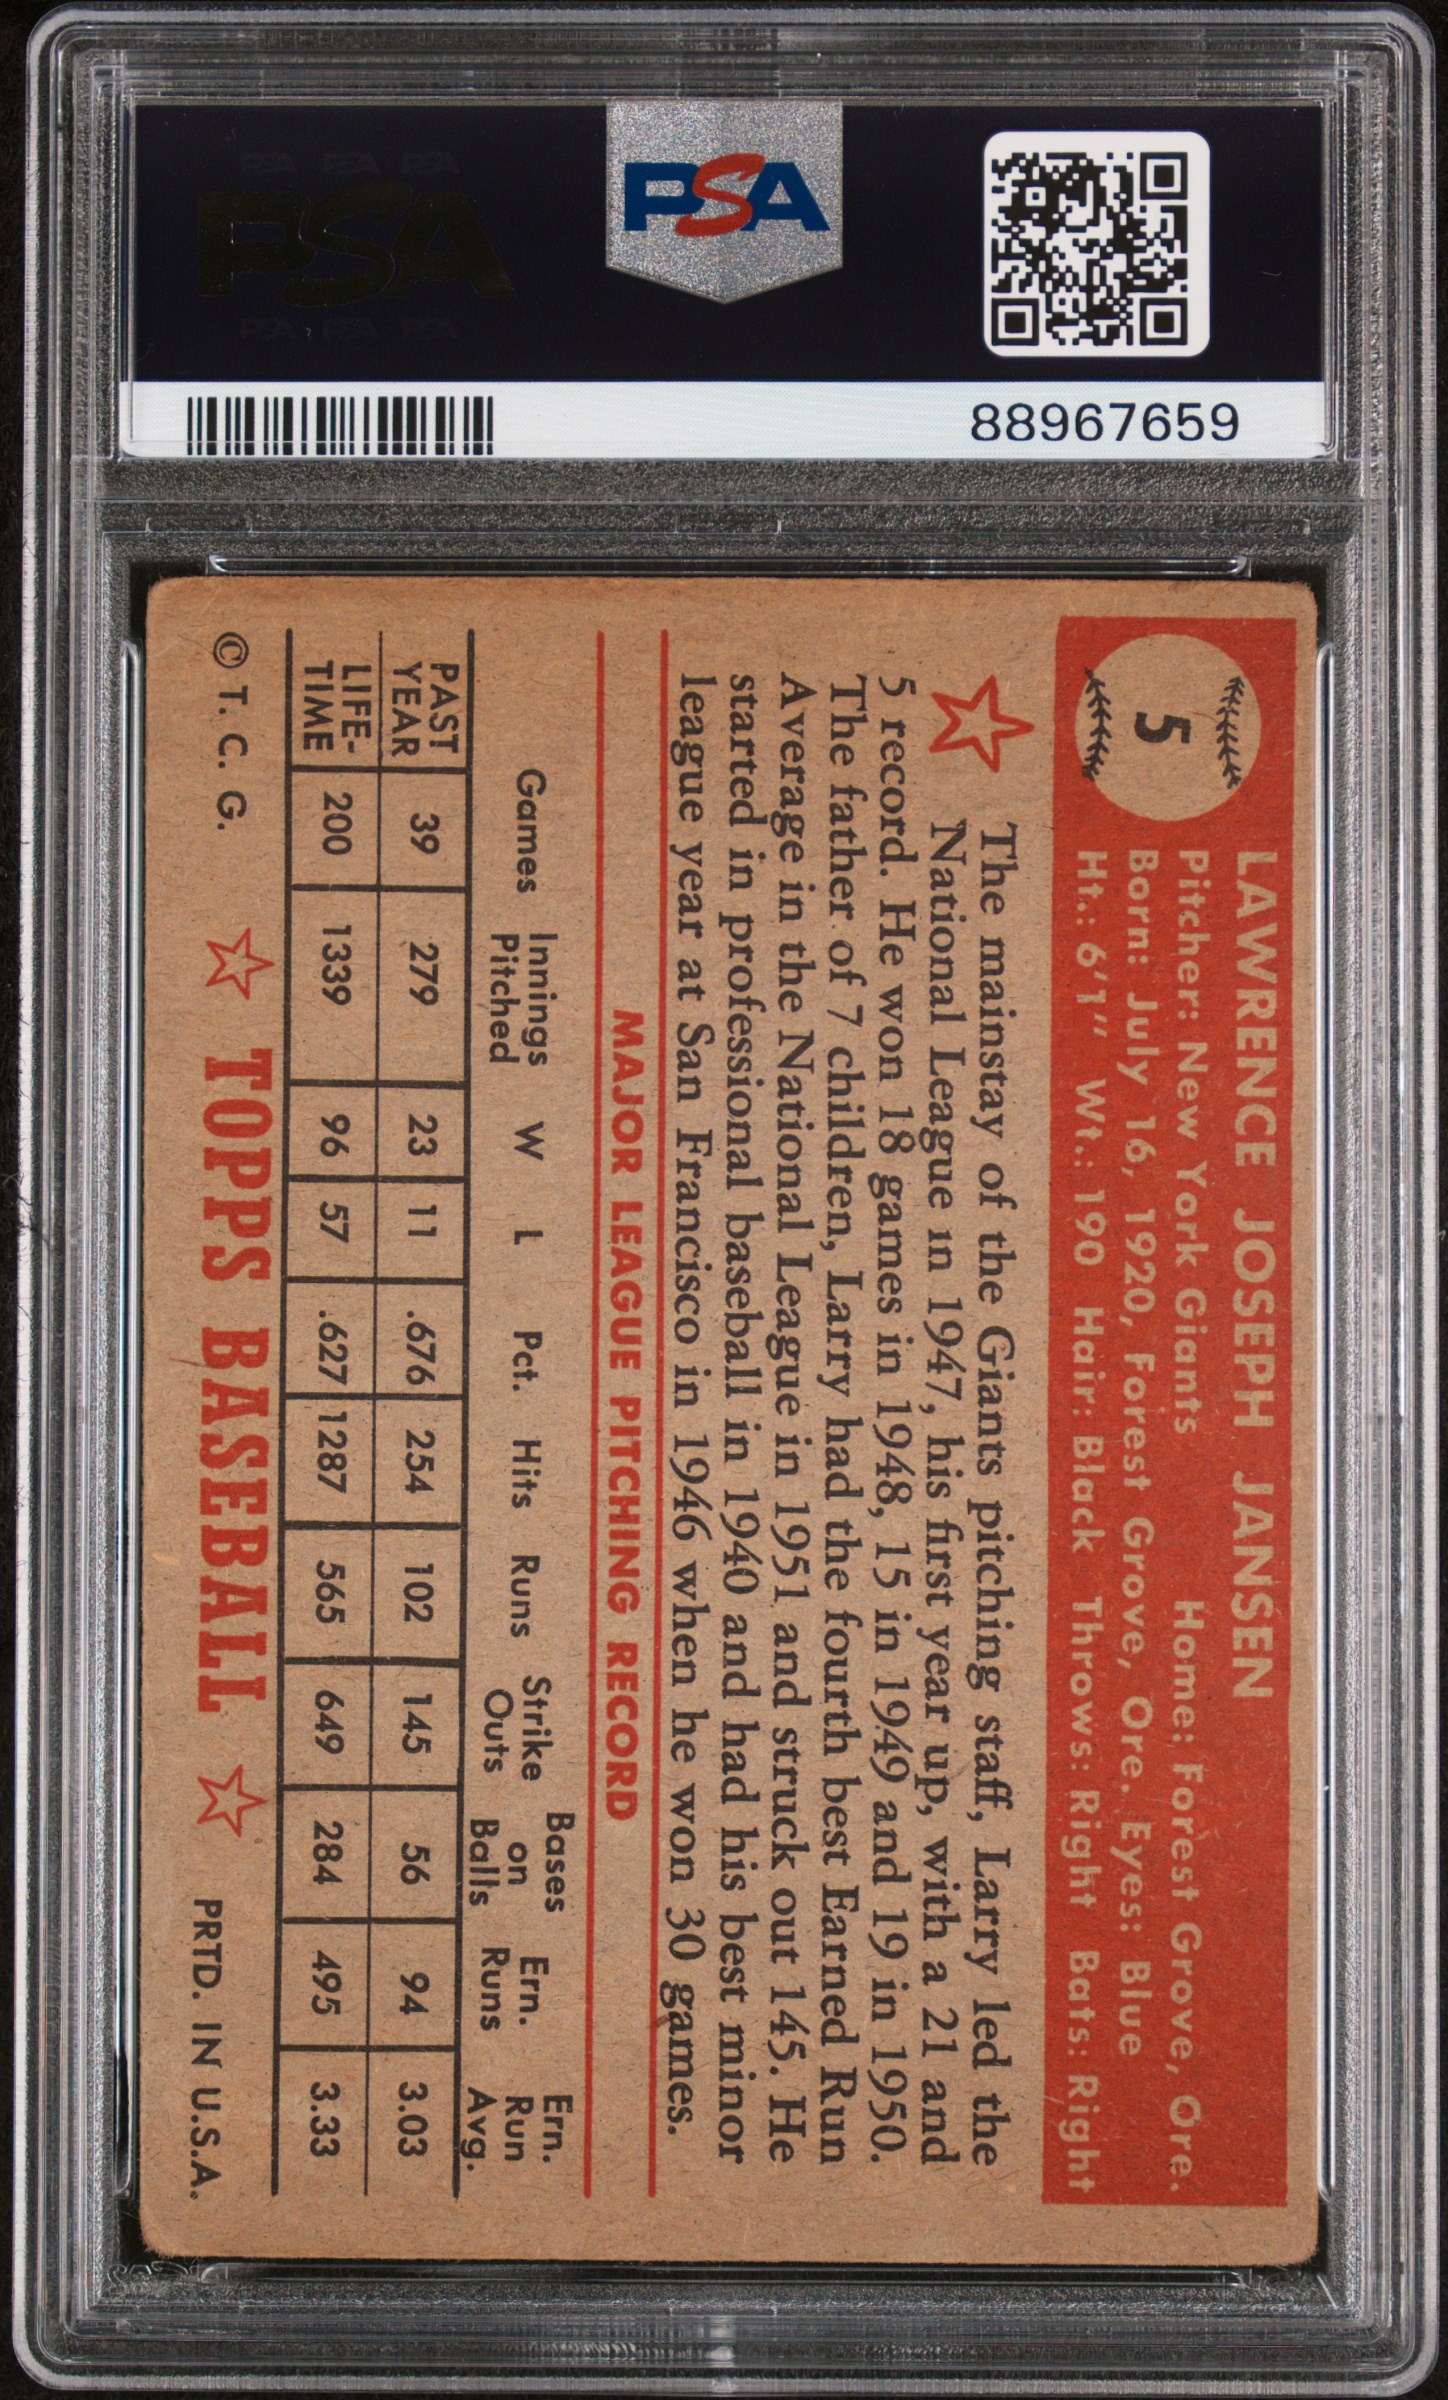 PSA PSA PSA
PSA
PSA PSA PSA
PSA
88967659
5
LAWRENCE JOSEPH JANSEN
Pitcher: New York Giants Home: Forest Grove, Ore.
Born: July 16, 1920, Forest Grove, Ore. Eyes: Blue
Ht.: 6'1" Wt.: 190 Hair: Black Throws: Right Bats: Right
The mainstay of the Giants pitching staff, Larry led the
National League in 1947, his first year up, with a 21 and
5 record. He won 18 games in 1948, 15 in 1949 and 19 in 1950.
The father of 7 children, Larry had the fourth best Earned Run
Average in the National League in 1951 and struck out 145. He
started in professional baseball in 1940 and had his best minor
league year at San Francisco in 1946 when he won 30 games.
MAJOR LEAGUE PITCHING RECORD
Games Innings Pitched W L Pct. Hits Runs Strike Outs Bases on Balls Ern. Runs Ern. Run Avg.
PAST YEAR 39 279 23 11 .676 254 102 145 56 94 3.03
LIFE-TIME 200 1339 96 57 .627 1287 565 649 284 495 3.33
© T. C. G. TOPPS BASEBALL PRTD. IN U.S.A.